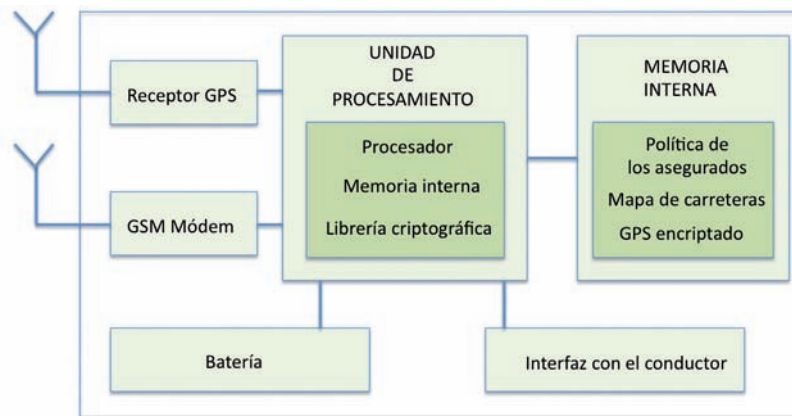 Receptor GPS
GSM Módem
UNIDAD
DE
PROCESAMIENTO
Procesador
Memoria interna
Librería criptográfica
MEMORIA
INTERNA
Política de
los asegurados
Mapa de carreteras
GPS encriptado
Batería
Interfaz con el conductor